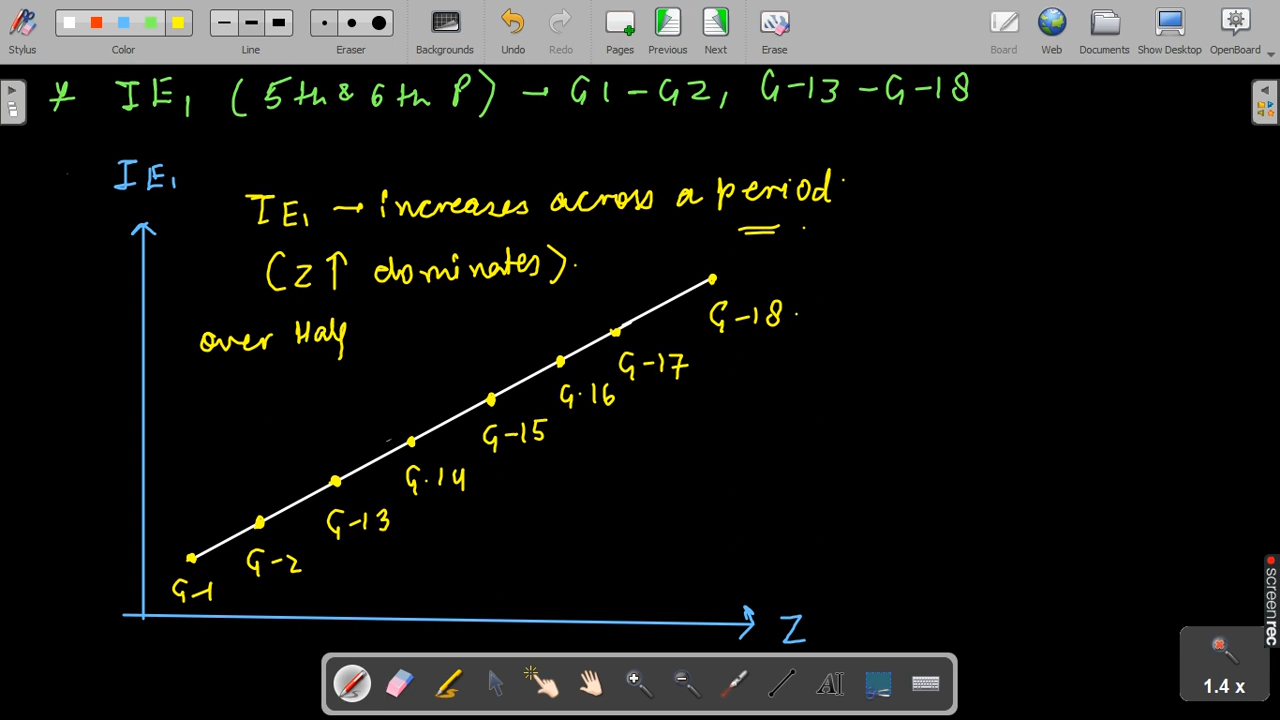 Stylus Color Line Eraser Backgrounds Undo Redo Pages Previous Next Erase Board Web Documents Show Desktop OpenBoard
* IE₁ (5th & 6th P) → G1 - G2, G-13 - G-18
IE₁
IE₁ → increases across a period
(Z↑ dominates).
over Half
G-18.
G-17
G.16
G-15
G.14
G-13
G-2
G-1
Z
AI
1.4 x
screenrec